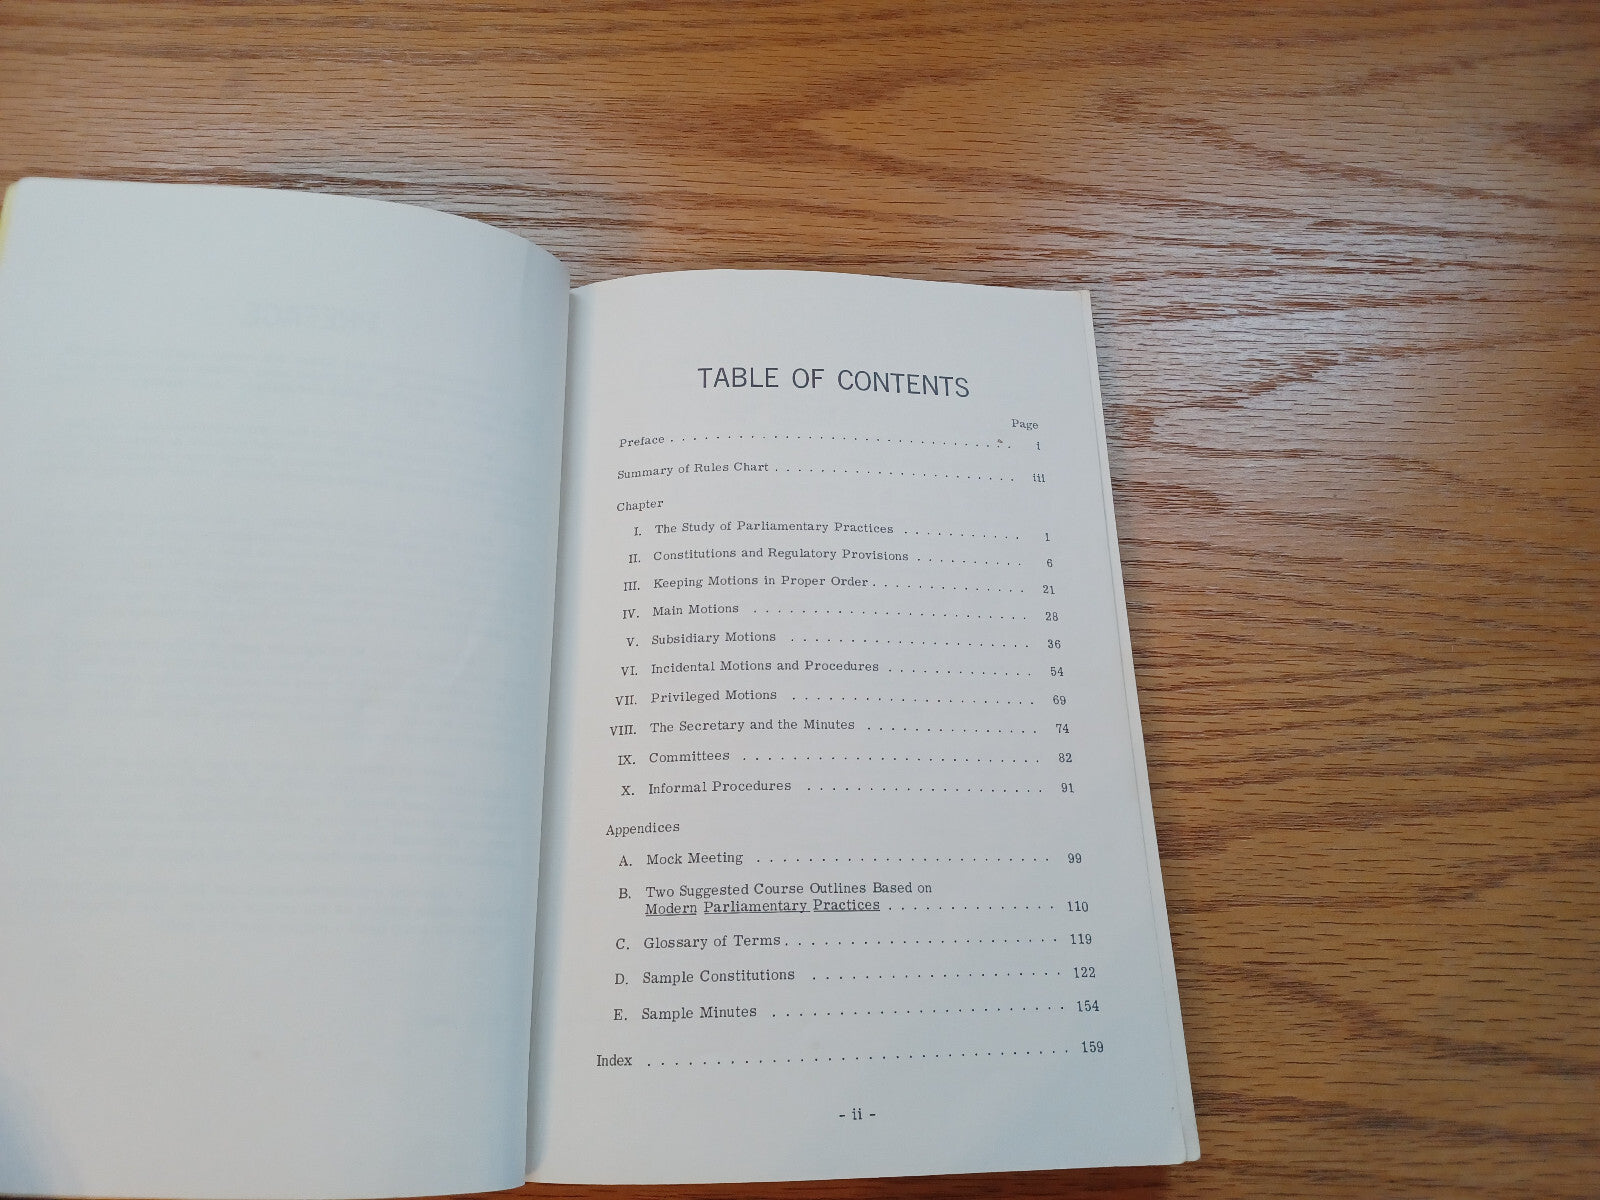 TABLE OF CONTENTS
Page
Preface . . . . . . . . . . . . . . . . . . . . . . . . . . . . . . i
Summary of Rules Chart . . . . . . . . . . . . . . . . . . . . . iii
Chapter
I. The Study of Parliamentary Practices . . . . . . . . . . . 1
II. Constitutions and Regulatory Provisions . . . . . . . . . . 6
III. Keeping Motions in Proper Order . . . . . . . . . . . . . . 21
IV. Main Motions . . . . . . . . . . . . . . . . . . . . . . . . 28
V. Subsidiary Motions . . . . . . . . . . . . . . . . . . . . 36
VI. Incidental Motions and Procedures . . . . . . . . . . . . . 54
VII. Privileged Motions . . . . . . . . . . . . . . . . . . . . 69
VIII. The Secretary and the Minutes . . . . . . . . . . . . . . 74
IX. Committees . . . . . . . . . . . . . . . . . . . . . . . . 82
X. Informal Procedures . . . . . . . . . . . . . . . . . . . . 91
Appendices
A. Mock Meeting . . . . . . . . . . . . . . . . . . . . . . . 99
B. Two Suggested Course Outlines Based on
Modern Parliamentary Practices . . . . . . . . . . . . . 110
C. Glossary of Terms . . . . . . . . . . . . . . . . . . . . . 119
D. Sample Constitutions . . . . . . . . . . . . . . . . . . . 122
E. Sample Minutes . . . . . . . . . . . . . . . . . . . . . . 154
Index . . . . . . . . . . . . . . . . . . . . . . . . . . . . . . . 159
- ii -